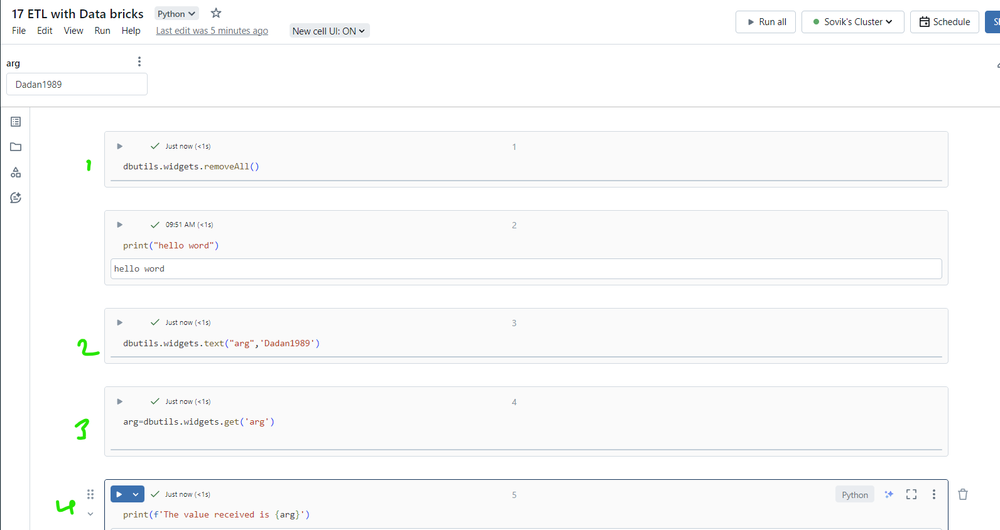 17 ETL with Data bricks Python
File Edit View Run Help Last edit was 5 minutes ago New cell UI: ON
Run all Sovik's Cluster Schedule
arg
Dadan1989
Just now (<1s) 1
1
dbutils.widgets.removeAll()
09:51 AM (<1s) 2
print("hello word")
hello word
Just now (<1s) 3
2
dbutils.widgets.text("arg",'Dadan1989')
Just now (<1s) 4
3
arg=dbutils.widgets.get('arg')
Just now (<1s) 5 Python
4
print(f'The value received is {arg}')